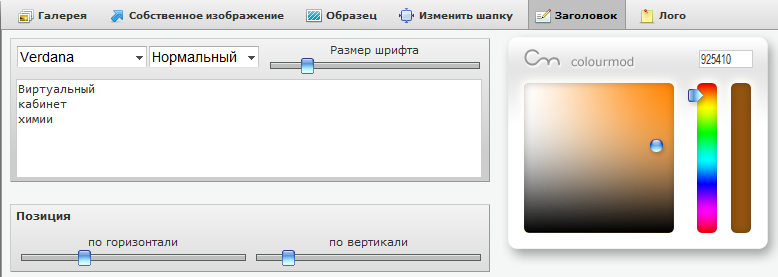 Галерея Собственное изображение Образец Изменить шапку Заголовок Лого
Verdana Нормальный Размер шрифта
Виртуальный
кабинет
химии
Позиция
по горизонтали по вертикали
Cm colourmod 925410